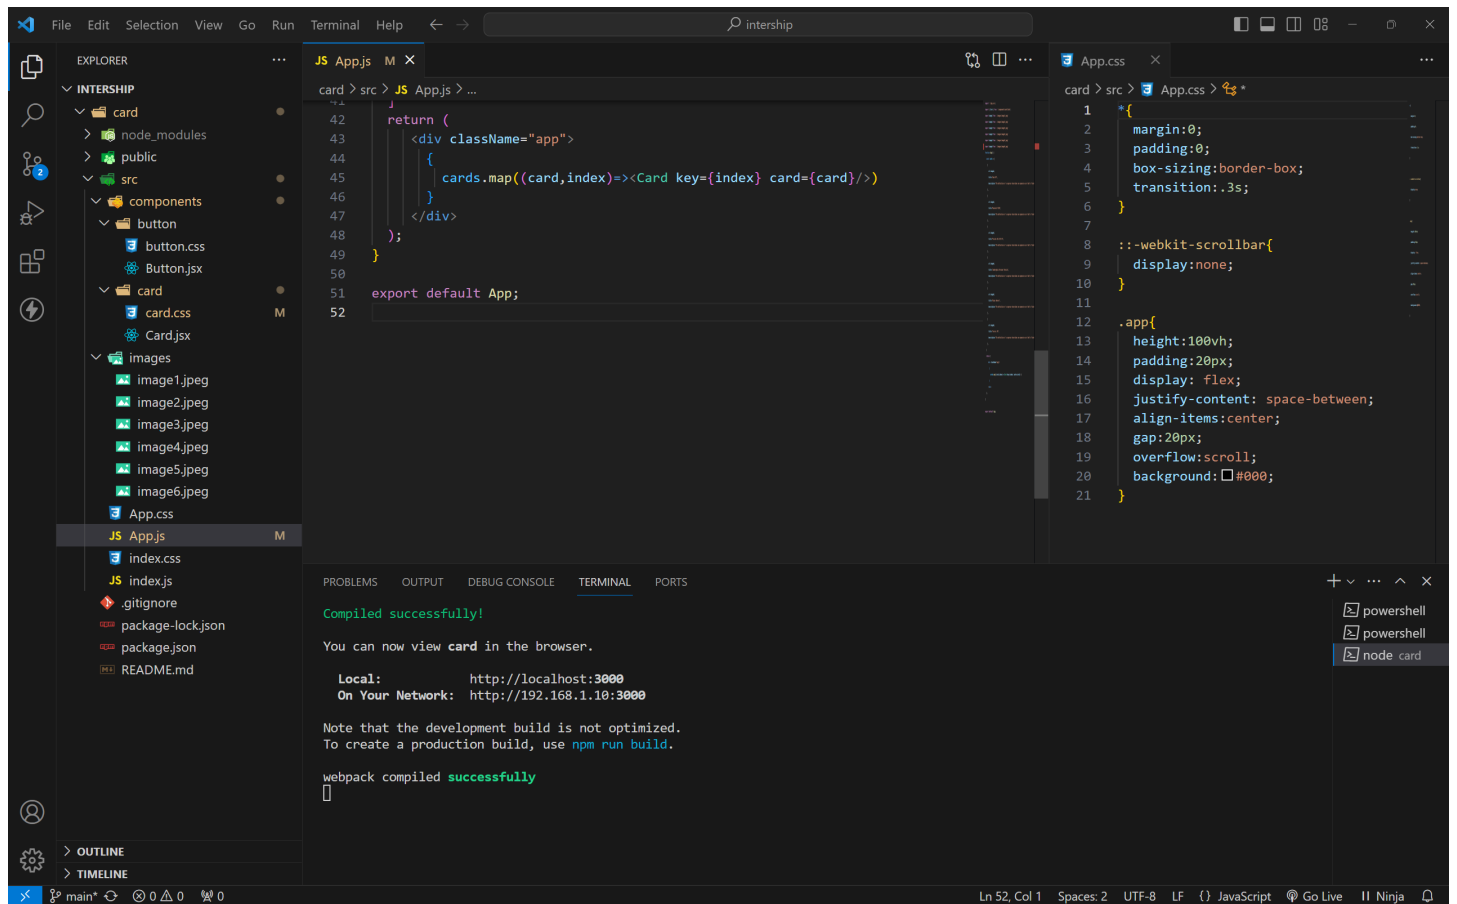 File Edit Selection View Go Run Terminal Help
intership
EXPLORER
INTERSHIP
card
node_modules
public
src
components
button
button.css
Button.jsx
card
card.css M
Card.jsx
images
image1.jpeg
image2.jpeg
image3.jpeg
image4.jpeg
image5.jpeg
image6.jpeg
App.css
JS App.js M
index.css
JS index.js
.gitignore
package-lock.json
package.json
README.md
OUTLINE
TIMELINE
JS App.js M
card > src > JS App.js > ...
41 ]
42 return (
43 <div className="app">
44 {
45 cards.map((card,index)=><Card key={index} card={card}/>)
46 }
47 </div>
48 );
49 }
50
51 export default App;
52
App.css
card > src > App.css > *
1 *{
2 margin:0;
3 padding:0;
4 box-sizing:border-box;
5 transition:.3s;
6 }
7
8 ::-webkit-scrollbar{
9 display:none;
10 }
11
12 .app{
13 height:100vh;
14 padding:20px;
15 display: flex;
16 justify-content: space-between;
17 align-items:center;
18 gap:20px;
19 overflow:scroll;
20 background:#000;
21 }
PROBLEMS OUTPUT DEBUG CONSOLE TERMINAL PORTS
Compiled successfully!
You can now view card in the browser.
Local: http://localhost:3000
On Your Network: http://192.168.1.10:3000
Note that the development build is not optimized.
To create a production build, use npm run build.
webpack compiled successfully
powershell
powershell
node card
2
main* 0 0 0
Ln 52, Col 1 Spaces: 2 UTF-8 LF {} JavaScript Go Live Ninja